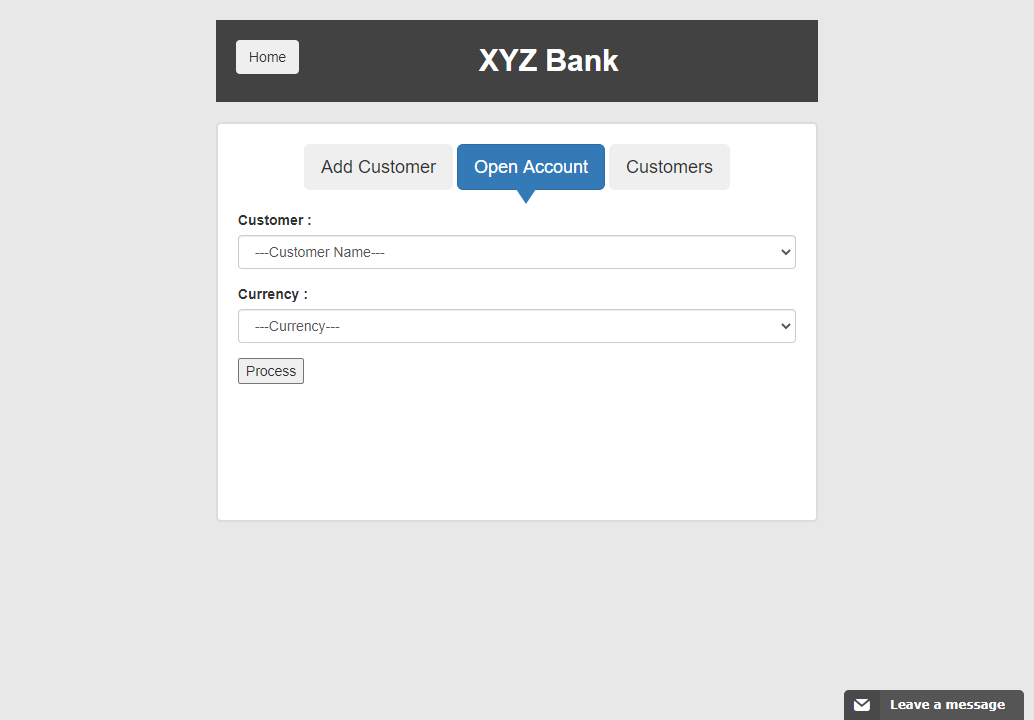 Home
XYZ Bank
Add Customer
Open Account
Customers
Customer :
---Customer Name---
Currency :
---Currency---
Process
Leave a message